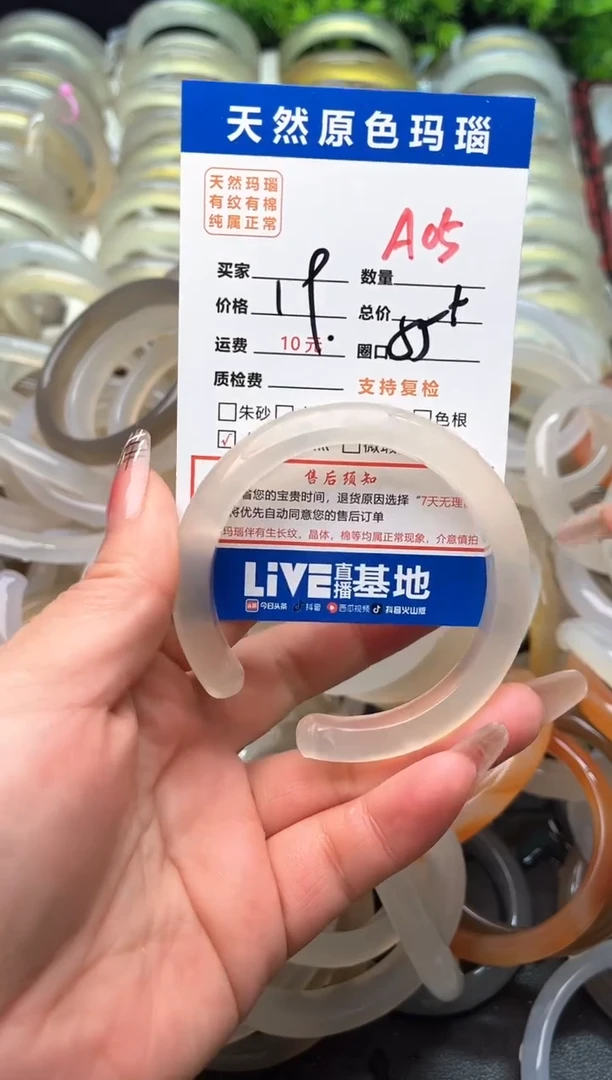 天然原色玛瑙
天然玛瑙
有纹有棉
纯属正常
A05
买家 数量
价格 19. 总价
运费 10元 圈口 55+
质检费 支持复检
朱砂 色根
售后须知
省您的宝贵时间，退货原因选择“7天无理
将优先自动同意您的售后订单
玛瑙伴有生长纹，晶体，棉等均属正常现象，介意慎拍
LIVE直播基地
今日头条 抖音 西瓜视频 抖音火山版